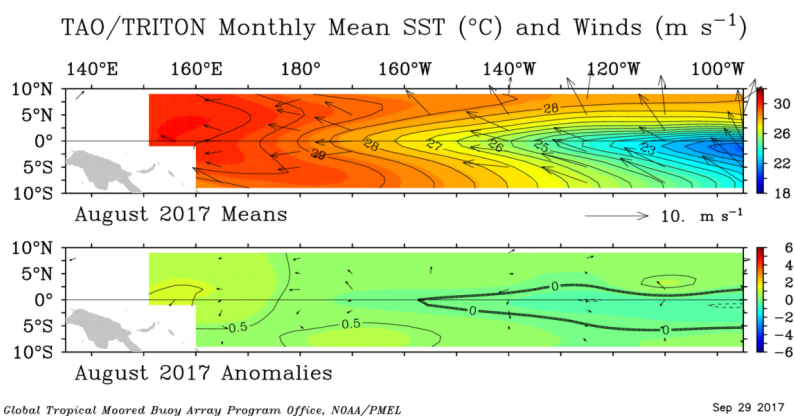 TAO/TRITON Monthly Mean SST (°C) and Winds (m s⁻¹)
140°E 160°E 180° 160°W 140°W 120°W 100°W
10°N
5°N
0°
5°S
10°S
28
29 28 27 26 25 23
30
26
22
18
August 2017 Means
10. m s⁻¹
10°N
5°N
0°
5°S
10°S
0
0
0.5 0.5 0
6
4
2
0
−2
−4
−6
August 2017 Anomalies
Global Tropical Moored Buoy Array Program Office, NOAA/PMEL
Sep 29 2017